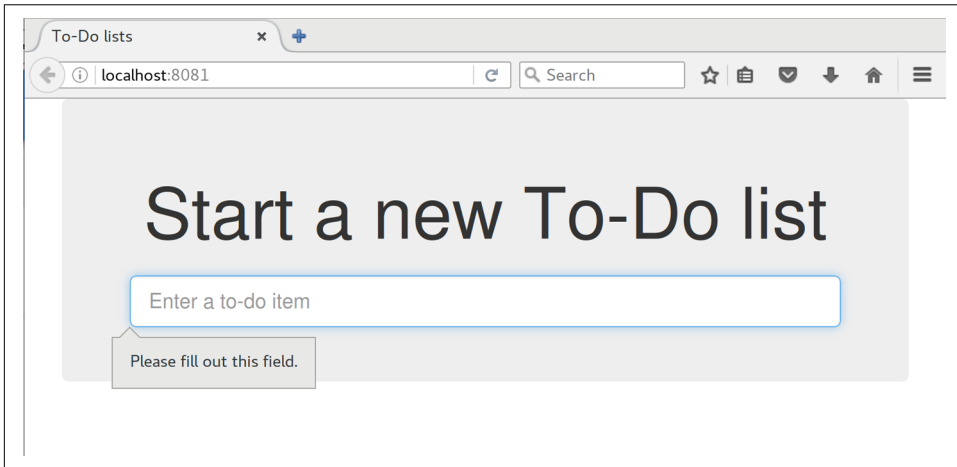 To-Do lists
localhost:8081
Search
Start a new To-Do list
Enter a to-do item
Please fill out this field.